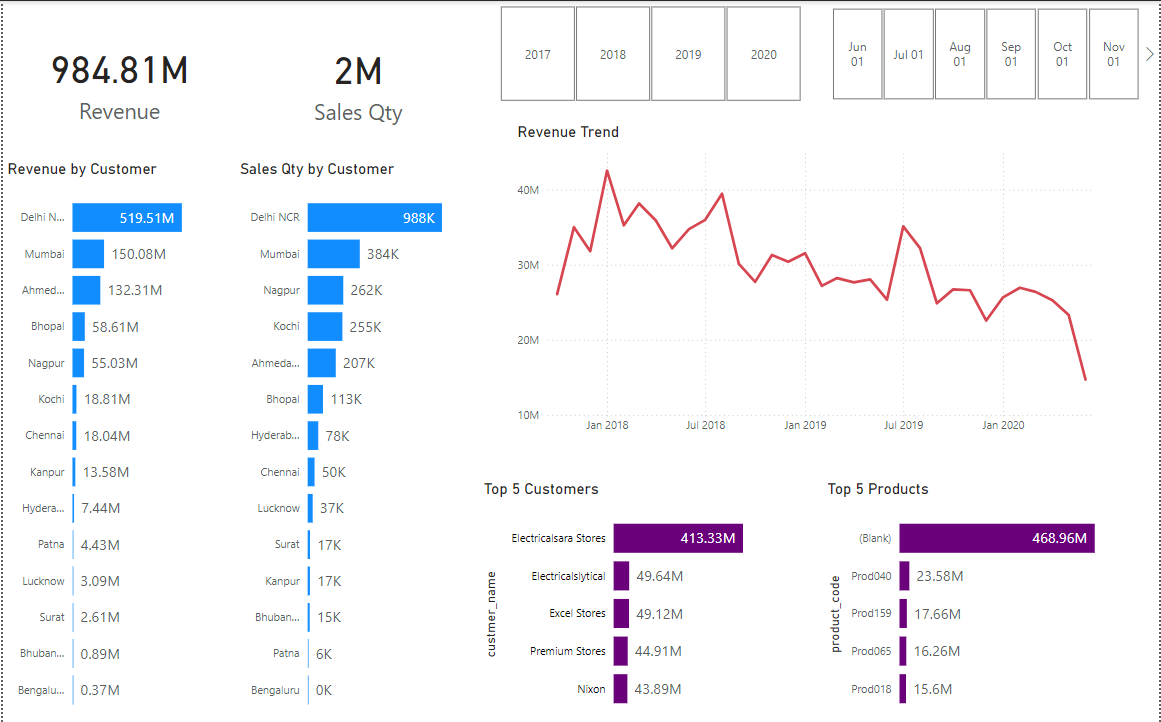 984.81M
Revenue
2M
Sales Qty
2017
2018
2019
2020
Jun
01
Jul 01
Aug
01
Sep
01
Oct
01
Nov
01
Revenue by Customer
Delhi N... 519.51M
Mumbai 150.08M
Ahmed... 132.31M
Bhopal 58.61M
Nagpur 55.03M
Kochi 18.81M
Chennai 18.04M
Kanpur 13.58M
Hydera... 7.44M
Patna 4.43M
Lucknow 3.09M
Surat 2.61M
Bhuban... 0.89M
Bengalu... 0.37M
Sales Qty by Customer
Delhi NCR 988K
Mumbai 384K
Nagpur 262K
Kochi 255K
Ahmeda... 207K
Bhopal 113K
Hyderab... 78K
Chennai 50K
Lucknow 37K
Surat 17K
Kanpur 17K
Bhuban... 15K
Patna 6K
Bengaluru 0K
Revenue Trend
40M
30M
20M
10M
Jan 2018 Jul 2018 Jan 2019 Jul 2019 Jan 2020
Top 5 Customers
custmer_name
Electricalsara Stores 413.33M
Electricalslytical 49.64M
Excel Stores 49.12M
Premium Stores 44.91M
Nixon 43.89M
Top 5 Products
product_code
(Blank) 468.96M
Prod040 23.58M
Prod159 17.66M
Prod065 16.26M
Prod018 15.6M